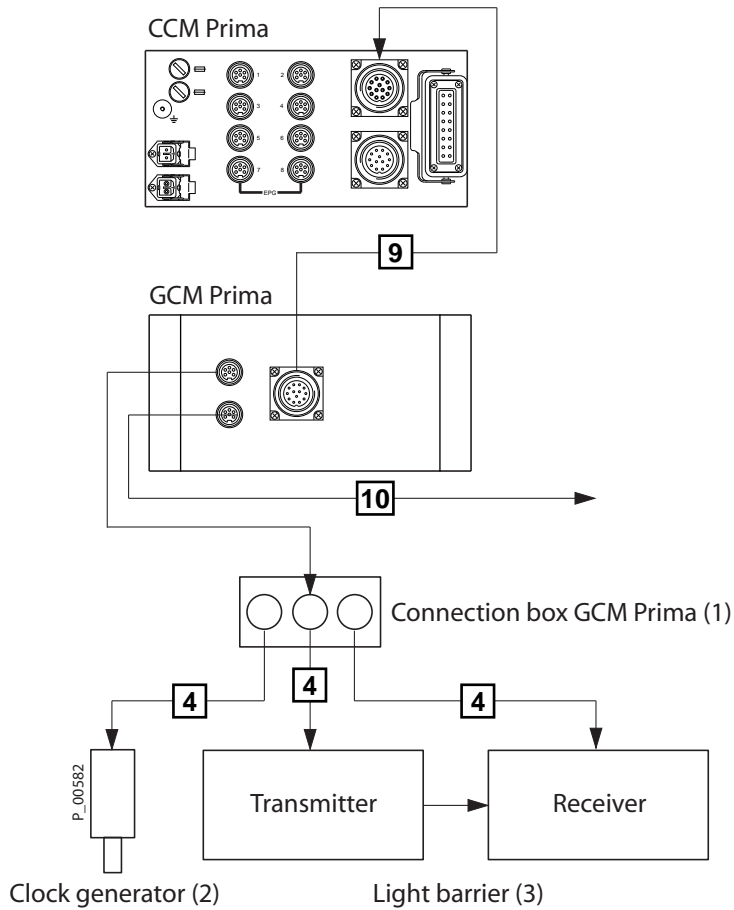 CCM Prima
1
2
3
4
5
6
7
8
EPG
9
GCM Prima
10
Connection box GCM Prima (1)
4
4
4
P_00582
Transmitter
Receiver
Clock generator (2)
Light barrier (3)